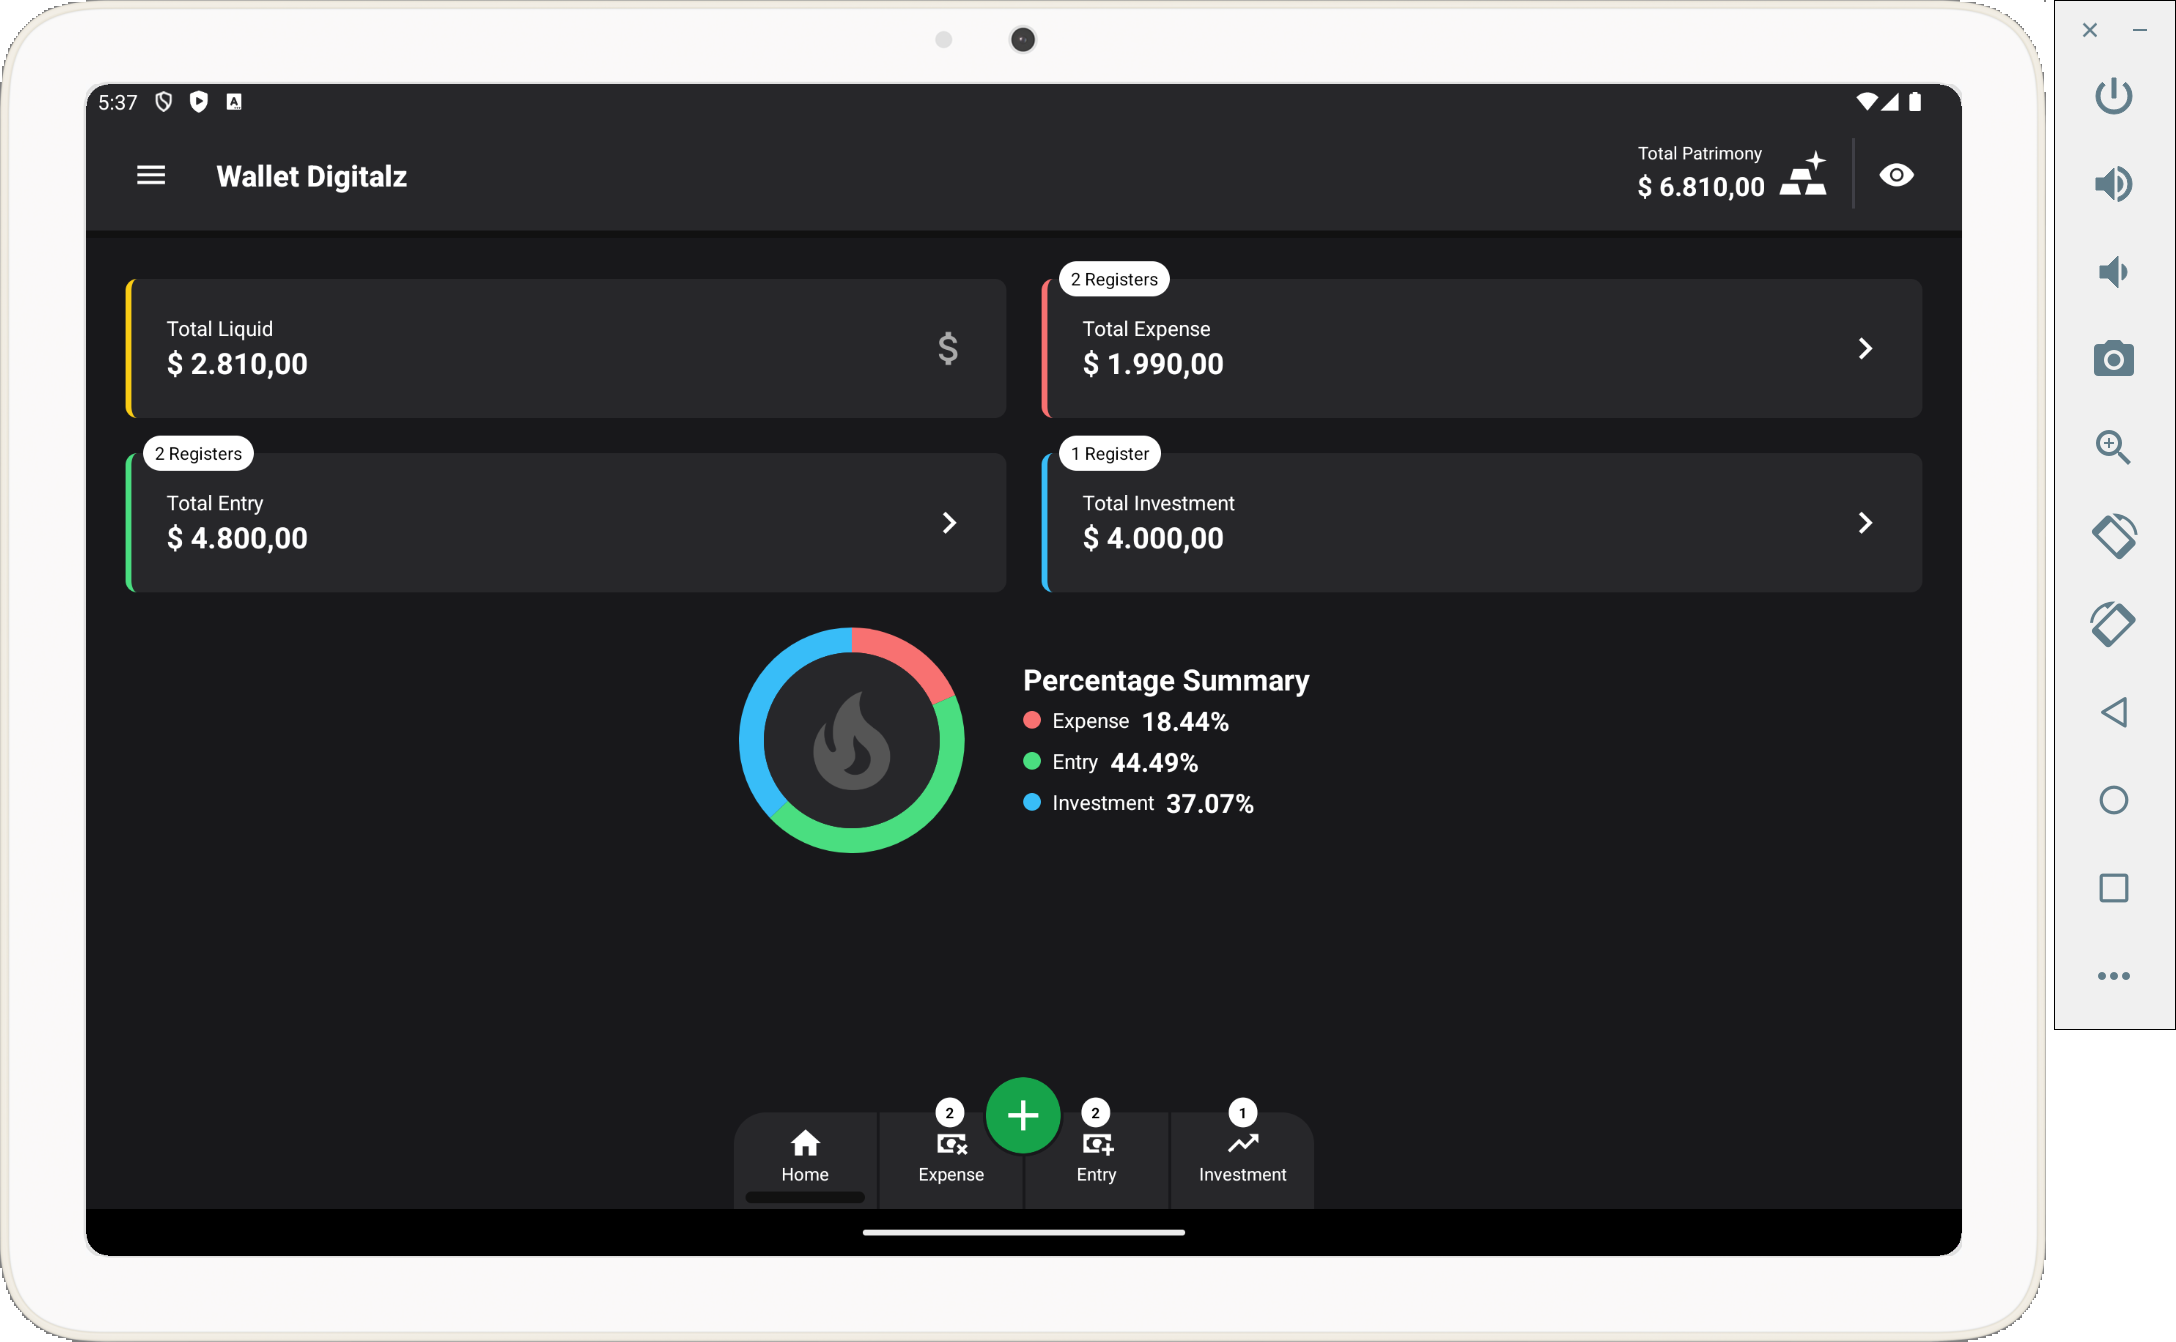 5:37
A
Wallet Digitalz
Total Patrimony
$ 6.810,00
Total Liquid
$ 2.810,00
2 Registers
Total Expense
$ 1.990,00
2 Registers
Total Entry
$ 4.800,00
1 Register
Total Investment
$ 4.000,00
Percentage Summary
Expense 18.44%
Entry 44.49%
Investment 37.07%
Home
2
Expense
2
Entry
1
Investment